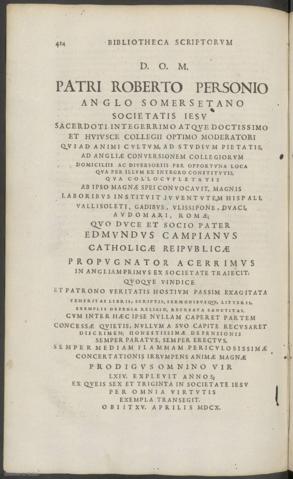 414 BIBLIOTHECA SCRIPTORVM
D. O. M.
PATRI ROBERTO PERSONIO
ANGLO SOMERSETANO
SOCIETATIS IESV
SACERDOTI INTEGERRIMO ATQVE DOCTISSIMO
ET HVIVSCE COLLEGII OPTIMO MODERATORI
QVI AD ANIMI CVLTVM, AD STVDIVM PIETATIS,
AD ANGLIÆ CONVERSIONEM COLLEGIORVM
DOMICILIIS AC DIVERSORIIS PER OPPORTVNA LOCA
QVA PER ILLVM EX INTEGRO CONSTITVTIS,
QVA COLLOCVPLETATIS
AB IPSO MAGNÆ SPEI CONVOCAVIT, MAGNIS
LABORIBVS INSTITVIT JVVENTVTEM HISPALI
VALLISOLETI, GADIBVS, VLISSIPONE, DVACI,
AVDOMARI, ROMÆ;
QVO DVCE ET SOCIO PATER
EDMVNDVS CAMPIANVS
CATHOLICÆ REIPVBLICÆ
PROPVGNATOR ACERRIMVS
IN ANGLIAM PRIMVS EX SOCIETATE TRAIECIT.
QVOQVE VINDICE
ET PATRONO VERITATIS HOSTIVM PASSIM EXAGITATA
TEMERITAS LIBRIS, SCRIPTIS, SERMONIBVSQ, LITTERIS,
EXEMPLIS DEFENSA RELIGIO, RECREATA SANCTITAS.
CVM INTER HÆC IPSE NVLLAM CAPERET PARTEM
CONCESSÆ QVIETIS, NVLLVM A SVO CAPITE RECVSARET
DISCRIMEN; HONESTISSIMÆ DEFENSIONIS
SEMPER PARATVS, SEMPER ERECTVS.
SEMPER MEDIAM FLAMMAM PERICVLOSISSIMÆ
CONCERTATIONIS IRRVMPENS ANIMÆ MAGNÆ
PRODIGVS OMNINO VIR
LXIV. EXPLEVIT ANNOS;
EX QVEIS SEX ET TRIGINTA IN SOCIETATE IESV
PER OMNIA VIRTVTIS
EXEMPLA TRANSEGIT.
OBIIT XV. APRILIS MDCX.